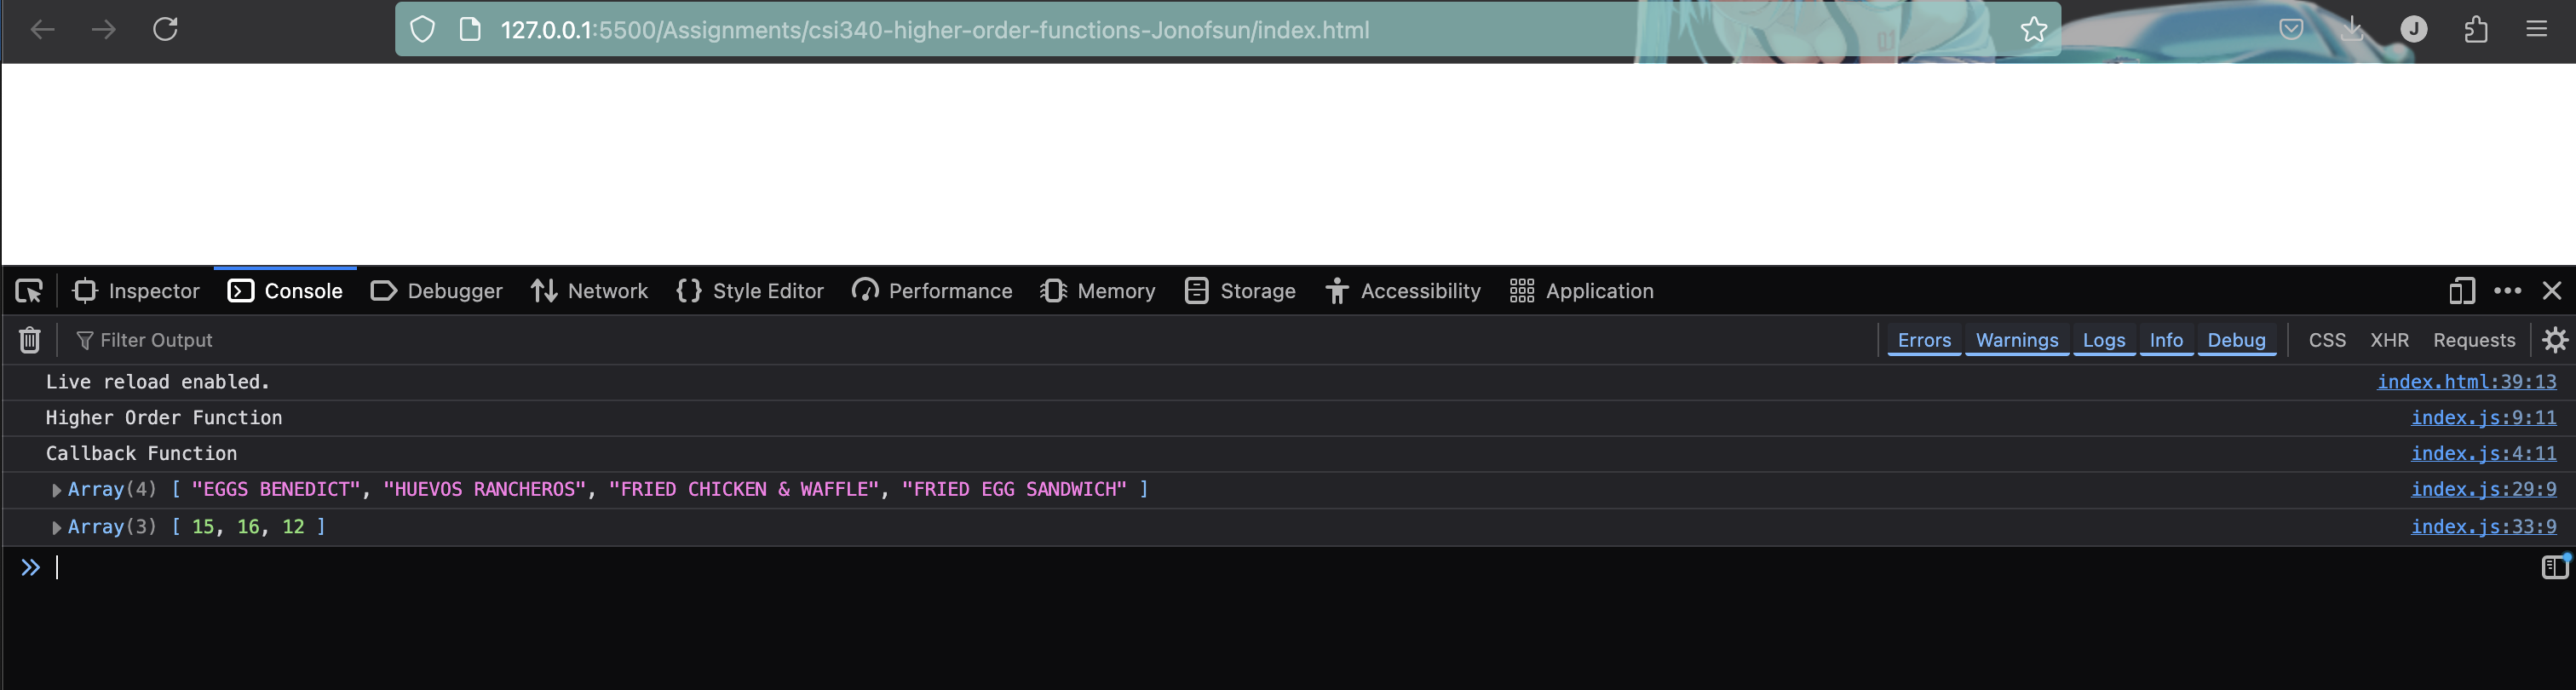 127.0.0.1:5500/Assignments/csi340-higher-order-functions-Jonofsun/index.html
01
J
Inspector Console Debugger Network Style Editor Performance Memory Storage Accessibility Application
Filter Output Errors Warnings Logs Info Debug CSS XHR Requests
Live reload enabled. index.html:39:13
Higher Order Function index.js:9:11
Callback Function index.js:4:11
Array(4) [ "EGGS BENEDICT", "HUEVOS RANCHEROS", "FRIED CHICKEN & WAFFLE", "FRIED EGG SANDWICH" ] index.js:29:9
Array(3) [ 15, 16, 12 ] index.js:33:9